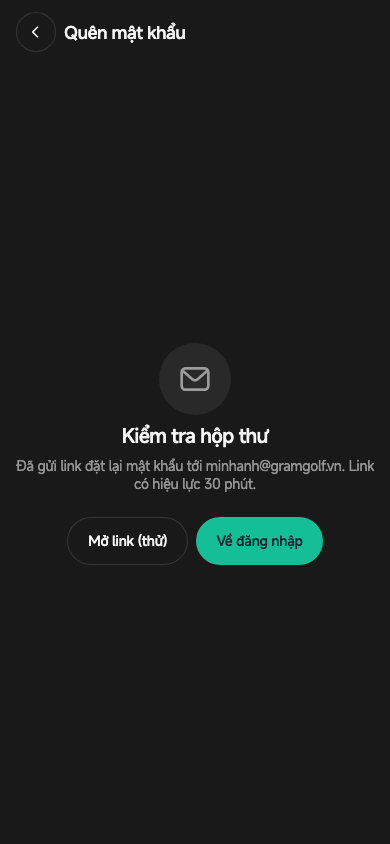 Quên mật khẩu
Kiểm tra hộp thư
Đã gửi link đặt lại mật khẩu tới minhanh@gramgolf.vn. Link
có hiệu lực 30 phút.
Mở link (thử)
Về đăng nhập